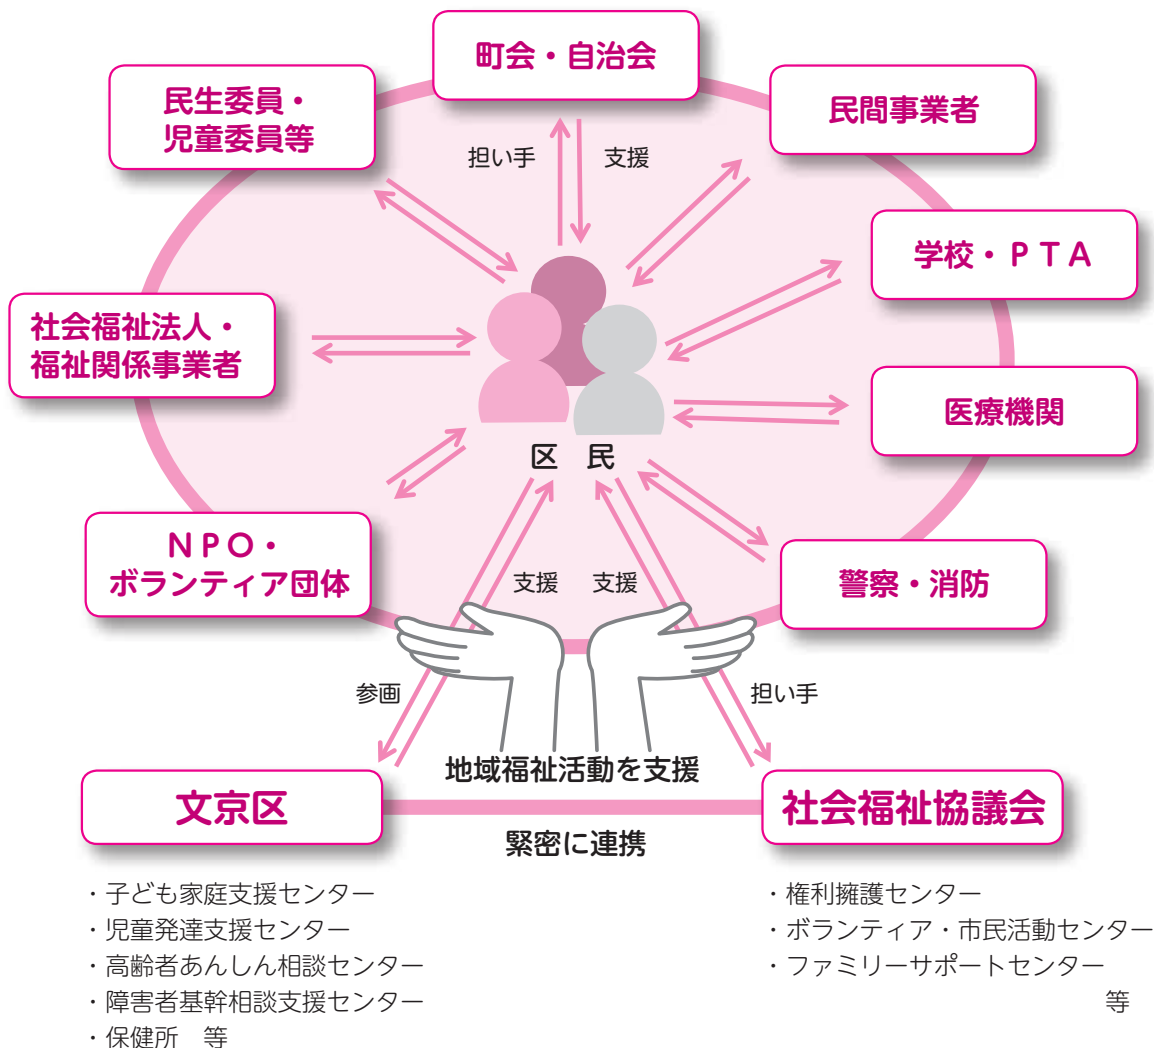 町会・自治会
民生委員・
児童委員等
民間事業者
担い手
支援
学校・ＰＴＡ
社会福祉法人・
福祉関係事業者
医療機関
区　民
ＮＰＯ・
ボランティア団体
警察・消防
支援
支援
参画
担い手
地域福祉活動を支援
文京区
社会福祉協議会
緊密に連携
・子ども家庭支援センター
・児童発達支援センター
・高齢者あんしん相談センター
・障害者基幹相談支援センター
・保健所　等
・権利擁護センター
・ボランティア・市民活動センター
・ファミリーサポートセンター
等